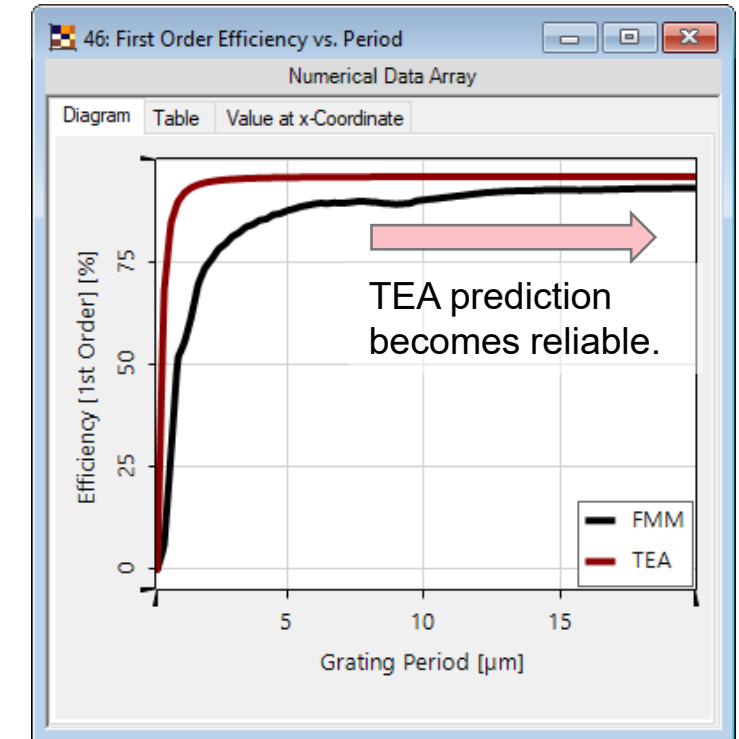 46: First Order Efficiency vs. Period
Numerical Data Array
Diagram Table Value at x-Coordinate
Efficiency [1st Order] [%]
75
50
25
0
TEA prediction
becomes reliable.
FMM
TEA
5 10 15
Grating Period [µm]